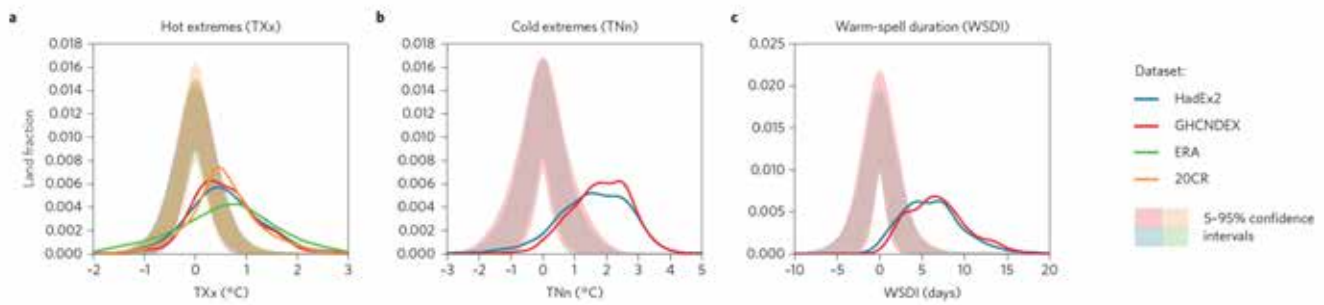 a
Hot extremes (TXx)
Land fraction
0.018
0.016
0.014
0.012
0.010
0.008
0.006
0.004
0.002
0.000
-2 -1 0 1 2 3
TXx (°C)
b
Cold extremes (TNn)
0.018
0.016
0.014
0.012
0.010
0.008
0.006
0.004
0.002
0.000
-3 -2 -1 0 1 2 3 4 5
TNn (°C)
c
Warm-spell duration (WSDI)
0.025
0.020
0.015
0.010
0.005
0.000
-10 -5 0 5 10 15 20
WSDI (days)
Dataset:
HadEx2
GHCNDEX
ERA
20CR
5–95% confidence
intervals